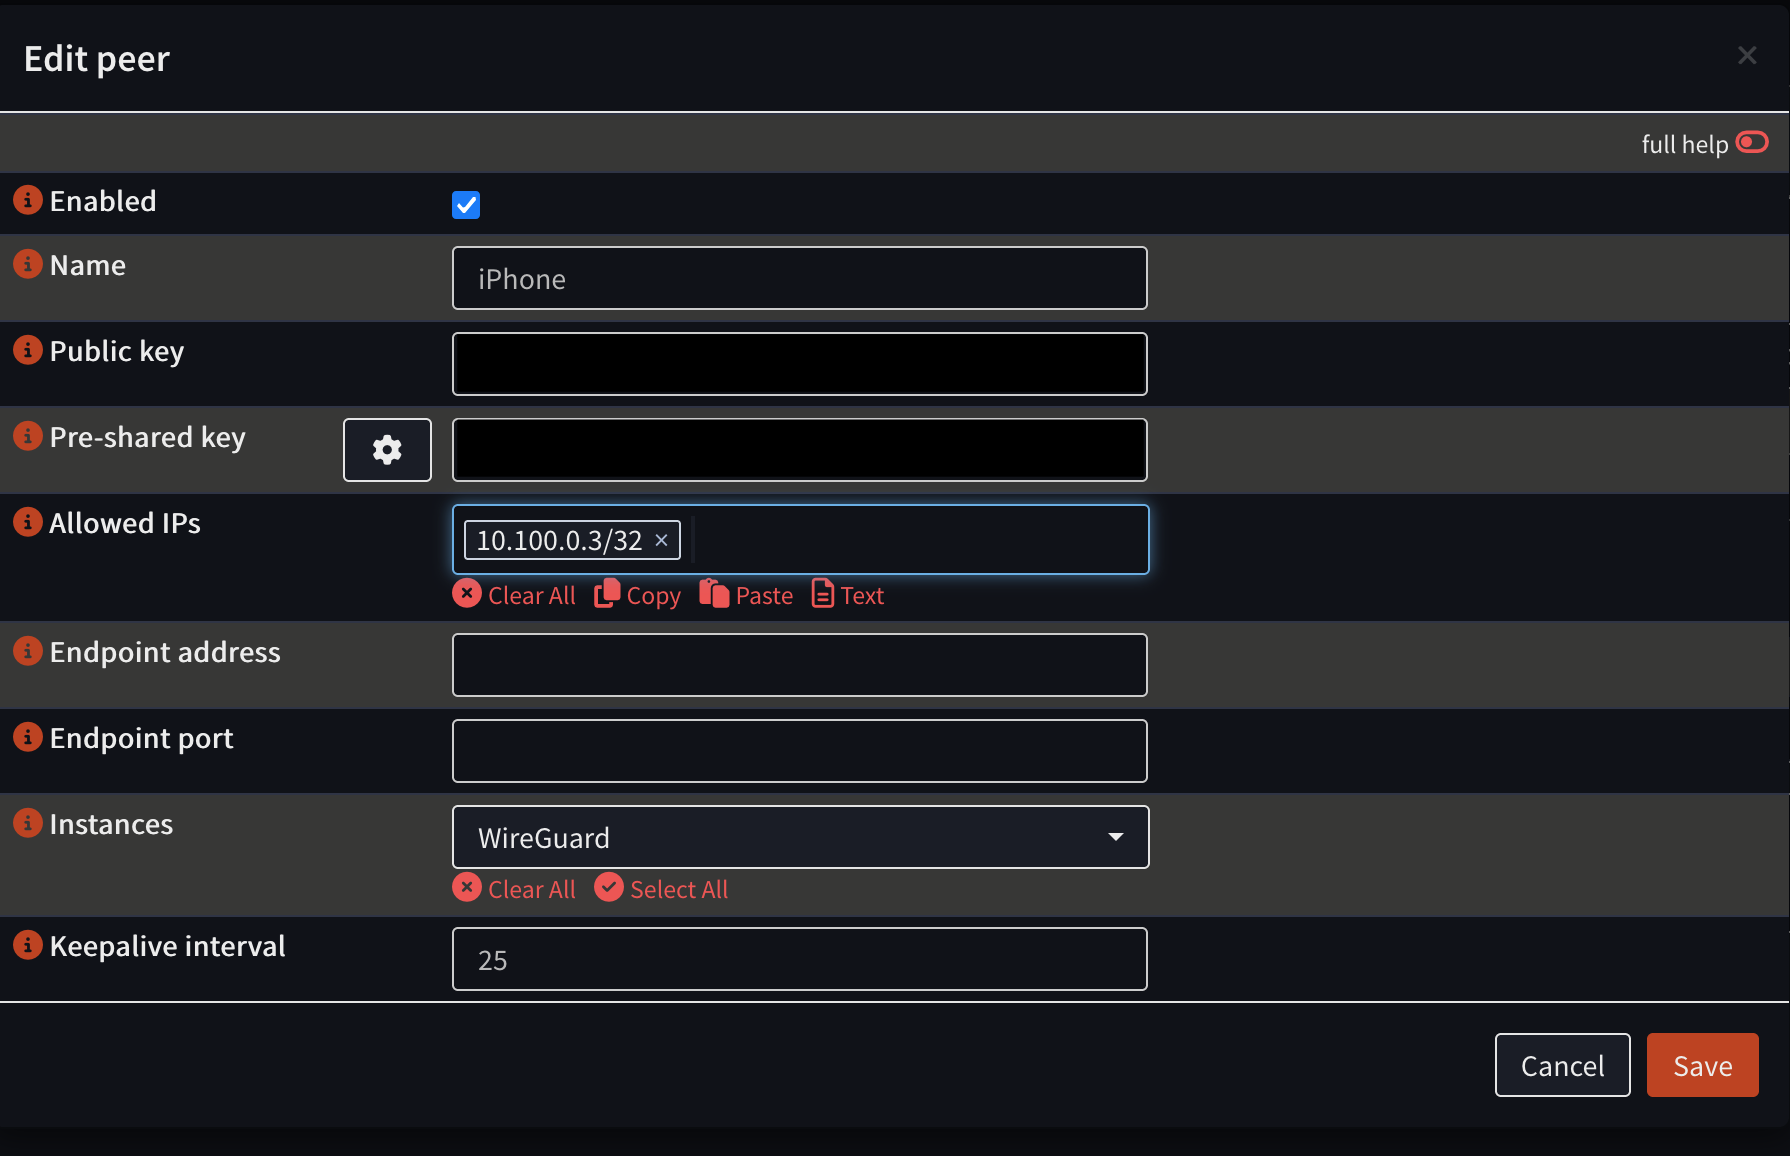 Edit peer
full help
Enabled
Name
iPhone
Public key
Pre-shared key
Allowed IPs
10.100.0.3/32 ×
Clear All Copy Paste Text
Endpoint address
Endpoint port
Instances
WireGuard
Clear All Select All
Keepalive interval
25
Cancel Save